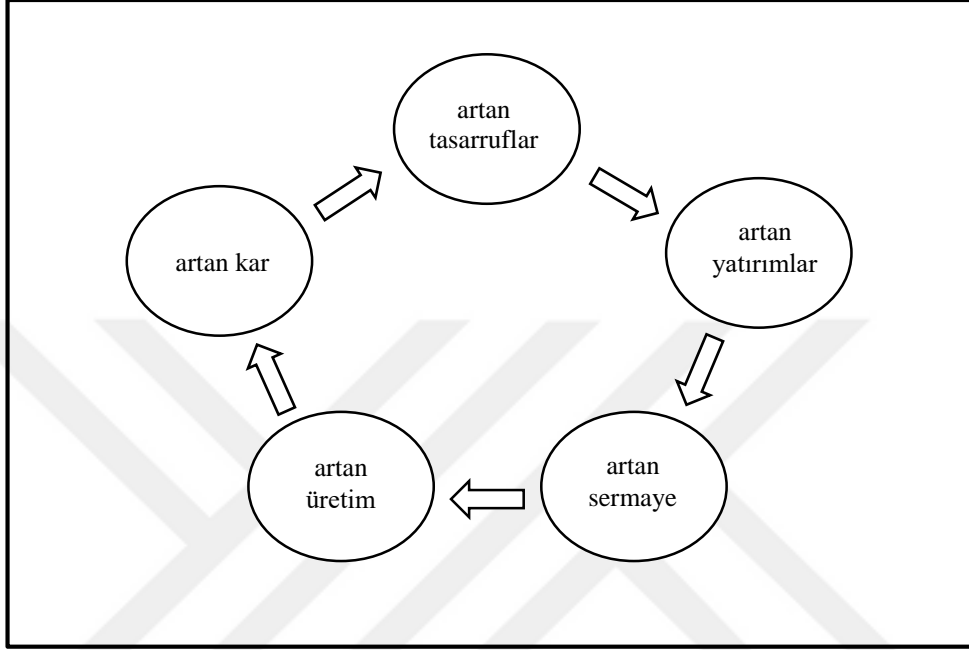 artan
tasarruflar
artan
yatırımlar
artan
sermaye
artan
üretim
artan kar